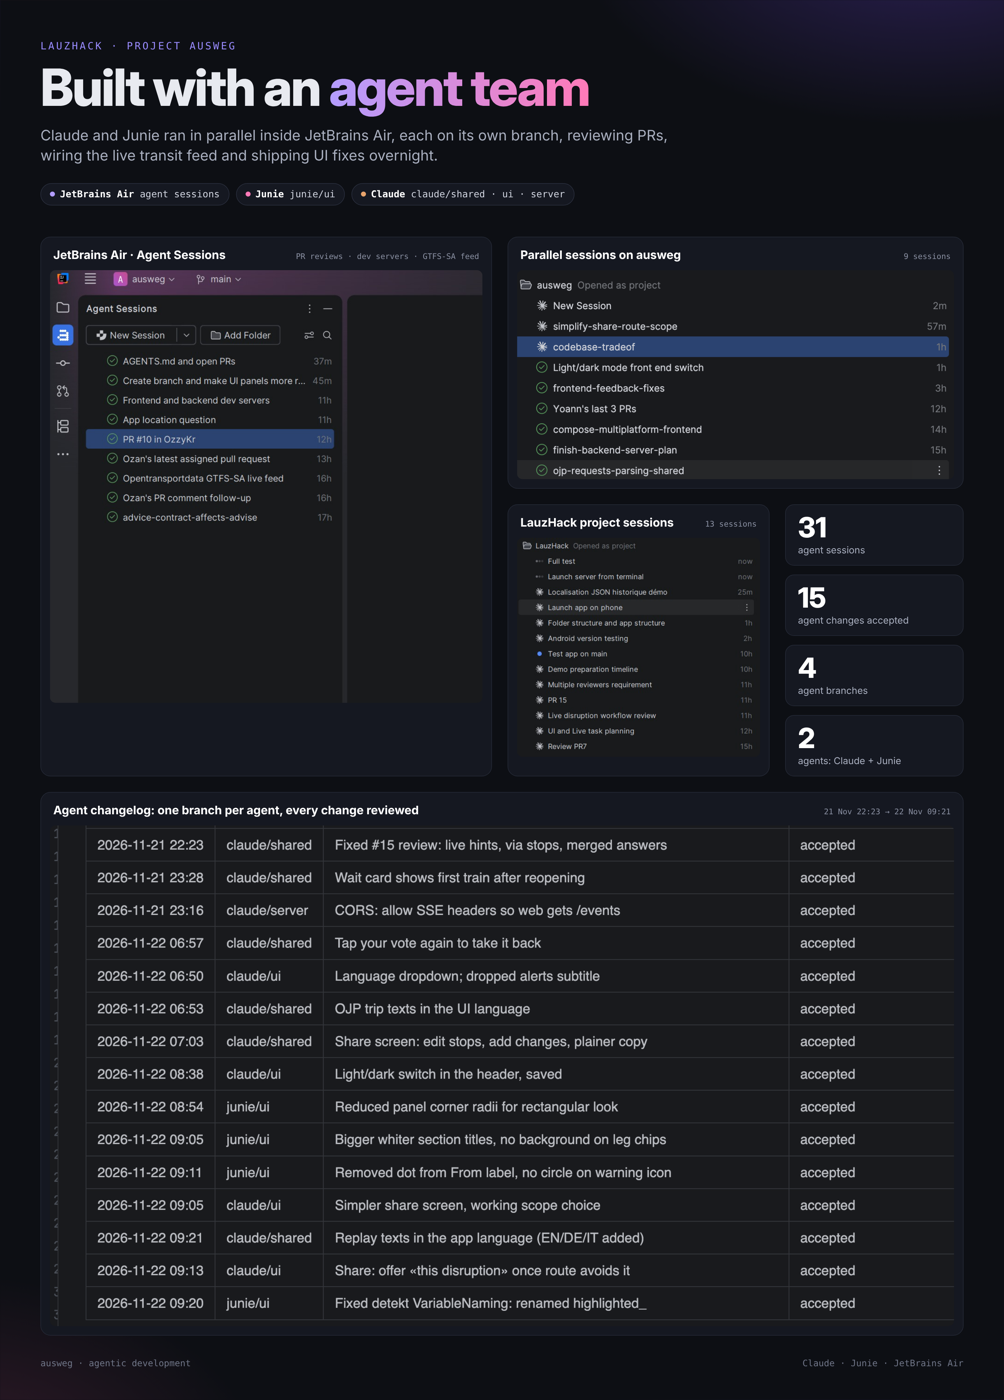 LAUZHACK · PROJECT AUSWEG
Built with an agent team
Claude and Junie ran in parallel inside JetBrains Air, each on its own branch, reviewing PRs,
wiring the live transit feed and shipping UI fixes overnight.
JetBrains Air agent sessions
Junie junie/ui
Claude claude/shared · ui · server
JetBrains Air · Agent Sessions
PR reviews · dev servers · GTFS-SA feed
A ausweg main
Agent Sessions
New Session Add Folder
AGENTS.md and open PRs 37m
Create branch and make UI panels more r... 45m
Frontend and backend dev servers 11h
App location question 11h
PR #10 in OzzyKr 12h
Ozan's latest assigned pull request 13h
Opentransportdata GTFS-SA live feed 16h
Ozan's PR comment follow-up 16h
advice-contract-affects-advise 17h
Parallel sessions on ausweg
9 sessions
ausweg Opened as project
New Session 2m
simplify-share-route-scope 57m
codebase-tradeof 1h
Light/dark mode front end switch 1h
frontend-feedback-fixes 3h
Yoann's last 3 PRs 12h
compose-multiplatform-frontend 14h
finish-backend-server-plan 15h
ojp-requests-parsing-shared
LauzHack project sessions
13 sessions
LauzHack Opened as project
Full test now
Launch server from terminal now
Localisation JSON historique démo 25m
Launch app on phone
Folder structure and app structure 1h
Android version testing 2h
Test app on main 10h
Demo preparation timeline 10h
Multiple reviewers requirement 11h
PR 15 11h
Live disruption workflow review 11h
UI and Live task planning 12h
Review PR7 15h
31
agent sessions
15
agent changes accepted
4
agent branches
2
agents: Claude + Junie
Agent changelog: one branch per agent, every change reviewed
21 Nov 22:23 → 22 Nov 09:21
2026-11-21 22:23 claude/shared Fixed #15 review: live hints, via stops, merged answers accepted
2026-11-21 23:28 claude/shared Wait card shows first train after reopening accepted
2026-11-21 23:16 claude/server CORS: allow SSE headers so web gets /events accepted
2026-11-22 06:57 claude/shared Tap your vote again to take it back accepted
2026-11-22 06:50 claude/ui Language dropdown; dropped alerts subtitle accepted
2026-11-22 06:53 claude/shared OJP trip texts in the UI language accepted
2026-11-22 07:03 claude/shared Share screen: edit stops, add changes, plainer copy accepted
2026-11-22 08:38 claude/ui Light/dark switch in the header, saved accepted
2026-11-22 08:54 junie/ui Reduced panel corner radii for rectangular look accepted
2026-11-22 09:05 junie/ui Bigger whiter section titles, no background on leg chips accepted
2026-11-22 09:11 junie/ui Removed dot from From label, no circle on warning icon accepted
2026-11-22 09:05 claude/ui Simpler share screen, working scope choice accepted
2026-11-22 09:21 claude/shared Replay texts in the app language (EN/DE/IT added) accepted
2026-11-22 09:13 claude/ui Share: offer «this disruption» once route avoids it accepted
2026-11-22 09:20 junie/ui Fixed detekt VariableNaming: renamed highlighted_ accepted
ausweg · agentic development
Claude · Junie · JetBrains Air